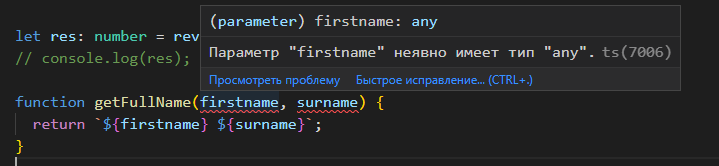 (parameter) firstname: any
let res: number = rev
Параметр "firstname" неявно имеет тип "any". ts(7006)
// console.log(res);
Просмотреть проблему Быстрое исправление... (CTRL+.)
function getFullName(firstname, surname) {
return `${firstname} ${surname}`;
}